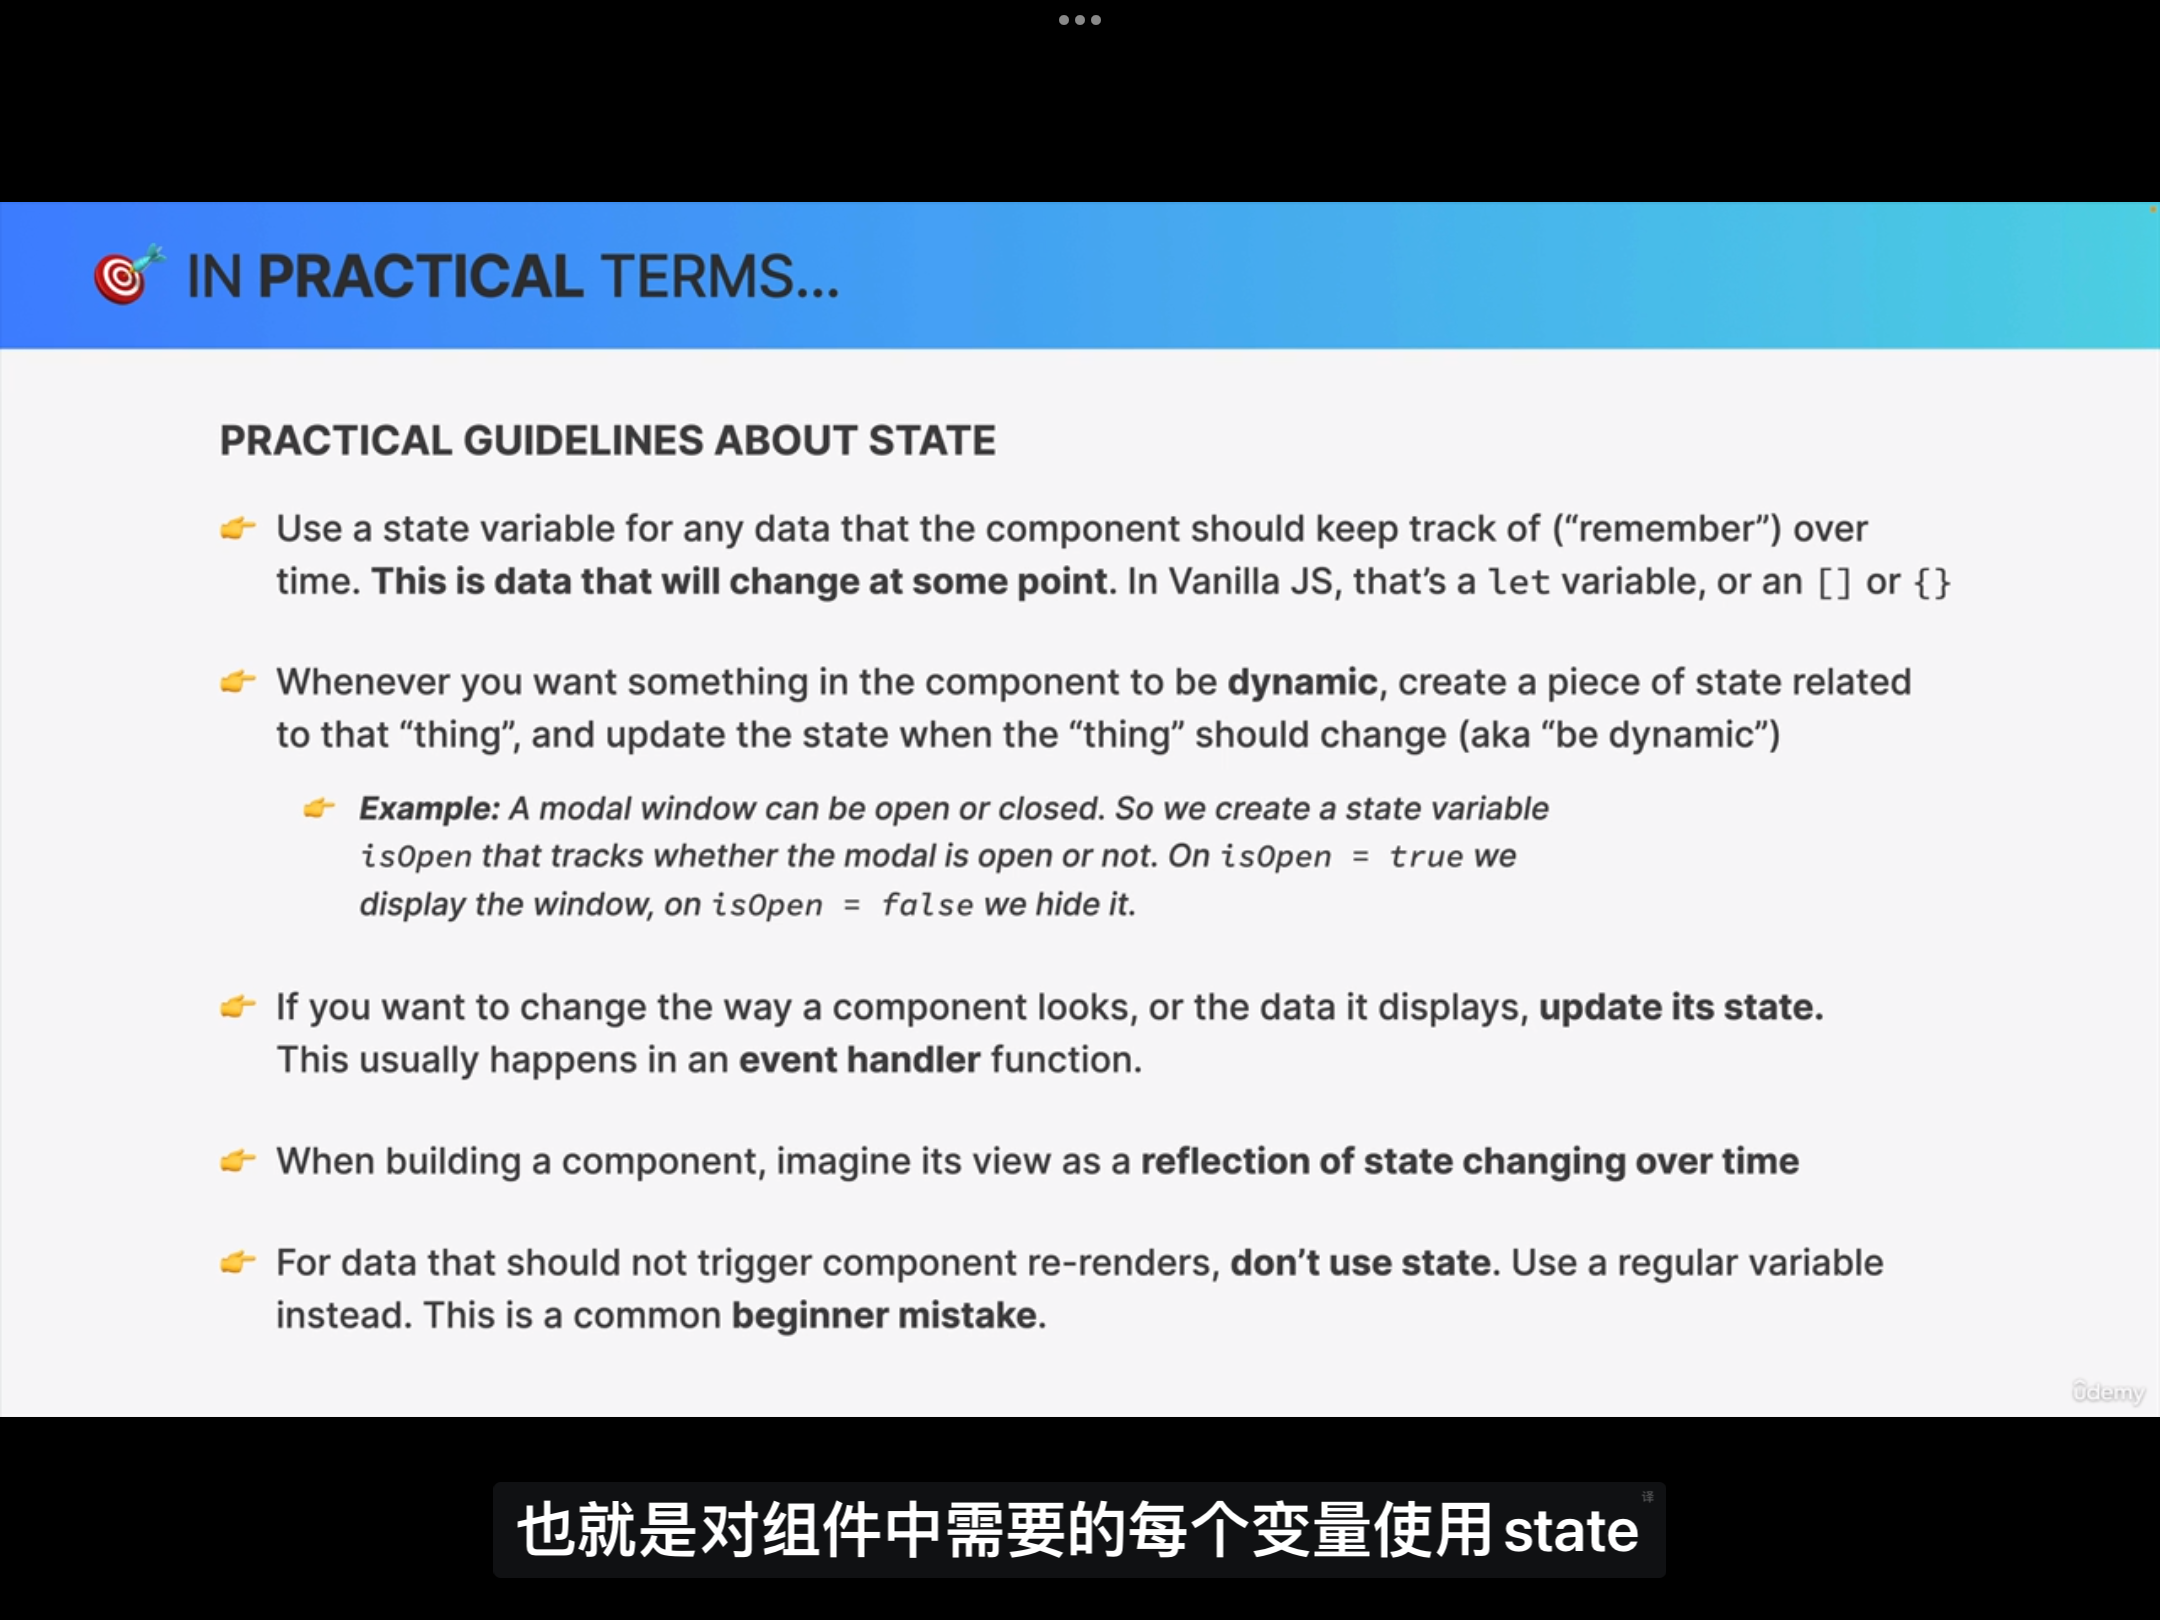 IN PRACTICAL TERMS...
PRACTICAL GUIDELINES ABOUT STATE
Use a state variable for any data that the component should keep track of (“remember”) over
time. This is data that will change at some point. In Vanilla JS, that’s a let variable, or an [] or {}
Whenever you want something in the component to be dynamic, create a piece of state related
to that “thing”, and update the state when the “thing” should change (aka “be dynamic”)
Example: A modal window can be open or closed. So we create a state variable
isOpen that tracks whether the modal is open or not. On isOpen = true we
display the window, on isOpen = false we hide it.
If you want to change the way a component looks, or the data it displays, update its state.
This usually happens in an event handler function.
When building a component, imagine its view as a reflection of state changing over time
For data that should not trigger component re-renders, don’t use state. Use a regular variable
instead. This is a common beginner mistake.
ûdemy
也就是对组件中需要的每个变量使用state
译